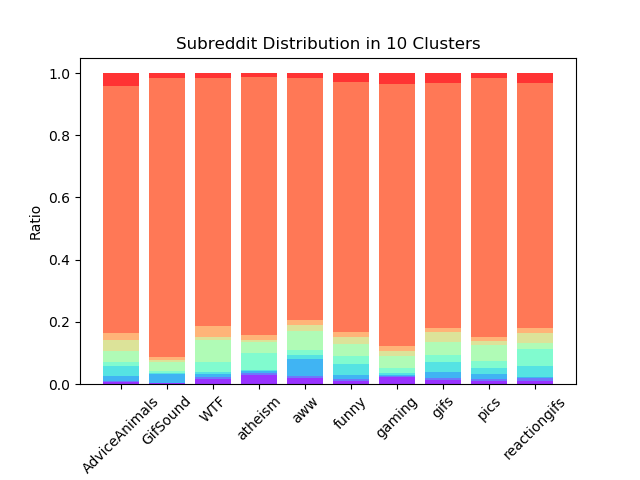 Subreddit Distribution in 10 Clusters
1.0
0.8
0.6
0.4
0.2
0.0
Ratio
AdviceAnimals
GifSound
WTF
atheism
aww
funny
gaming
gifs
pics
reactiongifs